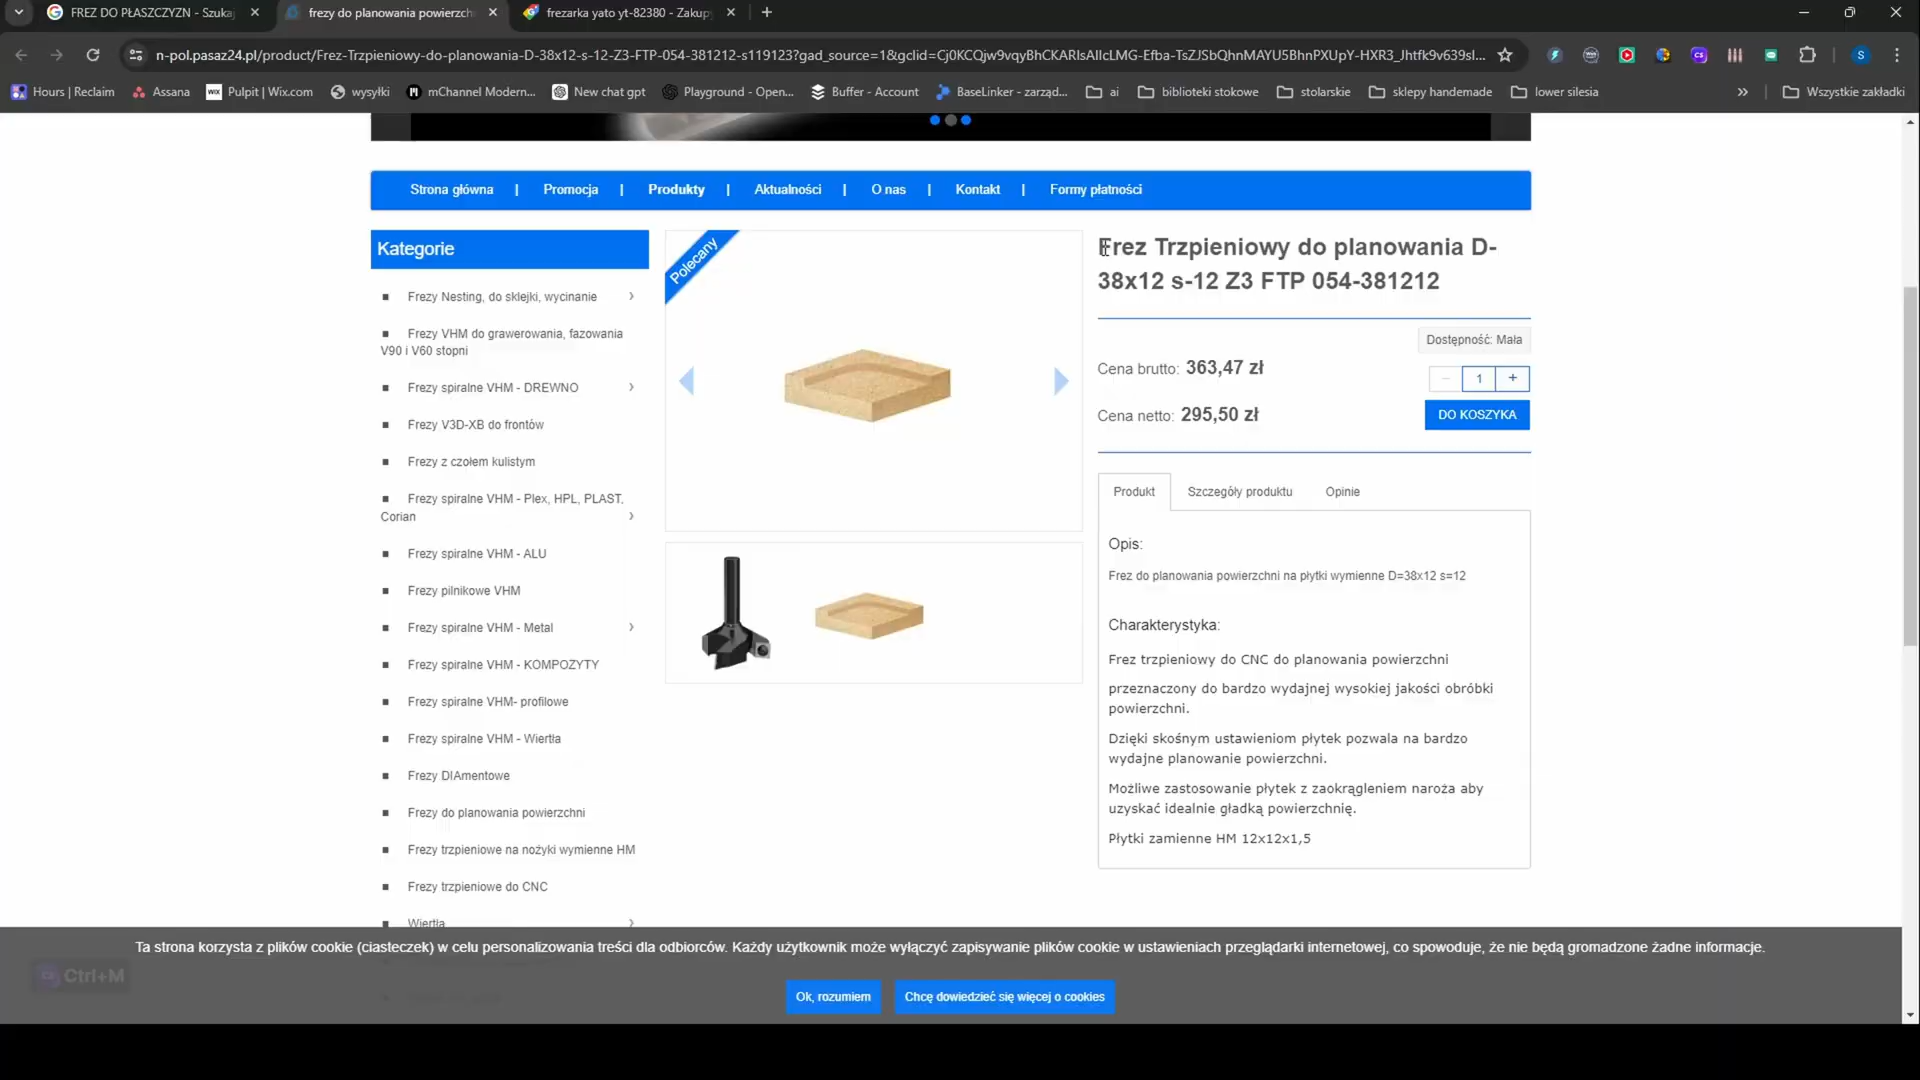 FREZ DO PŁASZCZYZN - Szuka
frezy do planowania powierzch
frezarka yato yt-82380 - Zakup
n-pol.pasaz24.pl/product/Frez-Trzpieniowy-do-planowania-D-38x12-s-12-Z3-FTP-054-381212-s119123?gad_source=1&gclid=Cj0KCQjw9vqyBhCKARIsAIIcLMG-Efba-TsZJSbQhnMAYU5BhnPXUpY-HXR3_Jhtfk9v639sI...
Hours | Reclaim
Assana
Pulpit | Wix.com
wysyłki
mChannel Modern...
New chat gpt
Playground - Open...
Buffer - Account
BaseLinker - zarząd...
ai
biblioteki stokowe
stolarskie
sklepy handemade
lower silesia
Wszystkie zakładki
Strona główna | Promocja | Produkty | Aktualności | O nas | Kontakt | Formy płatności
Kategorie
Frezy Nesting, do sklejki, wycinanie
Frezy VHM do grawerowania, fazowania
V90 i V60 stopni
Frezy spiralne VHM - DREWNO
Frezy V3D-XB do frontów
Frezy z czołem kulistym
Frezy spiralne VHM - Plex, HPL, PLAST,
Corian
Frezy spiralne VHM - ALU
Frezy pilnikowe VHM
Frezy spiralne VHM - Metal
Frezy spiralne VHM - KOMPOZYTY
Frezy spiralne VHM- profilowe
Frezy spiralne VHM - Wiertła
Frezy DIAmentowe
Frezy do planowania powierzchni
Frezy trzpieniowe na nożyki wymienne HM
Frezy trzpieniowe do CNC
Wiertła
Polecany
Frez Trzpieniowy do planowania D-
38x12 s-12 Z3 FTP 054-381212
Dostępność: Mała
Cena brutto: 363,47 zł
1
Cena netto: 295,50 zł
DO KOSZYKA
Produkt
Szczegóły produktu
Opinie
Opis:
Frez do planowania powierzchni na płytki wymienne D=38x12 s=12
Charakterystyka:
Frez trzpieniowy do CNC do planowania powierzchni
przeznaczony do bardzo wydajnej wysokiej jakości obróbki
powierzchni.
Dzięki skośnym ustawieniom płytek pozwala na bardzo
wydajne planowanie powierzchni.
Możliwe zastosowanie płytek z zaokrągleniem naroża aby
uzyskać idealnie gładką powierzchnię.
Płytki zamienne HM 12x12x1,5
Ta strona korzysta z plików cookie (ciasteczek) w celu personalizowania treści dla odbiorców. Każdy użytkownik może wyłączyć zapisywanie plików cookie w ustawieniach przeglądarki internetowej, co spowoduje, że nie będą gromadzone żadne informacje.
Ctrl+M
Ok, rozumiem
Chcę dowiedzieć się więcej o cookies